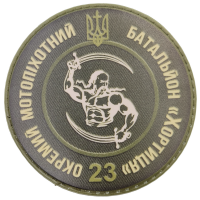 ОКРЕМИЙ МОТОПІХОТНИЙ БАТАЛЬЙОН «ХОРТИЦЯ»
23